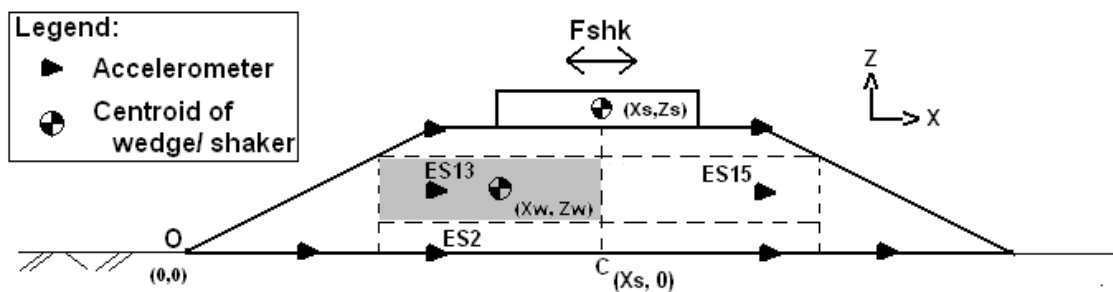 Legend:
Accelerometer
Centroid of
wedge/ shaker
Fshk
(Xs,Zs)
Z
X
ES13
ES15
(Xw, Zw)
O
ES2
(0,0)
C
(Xs, 0)